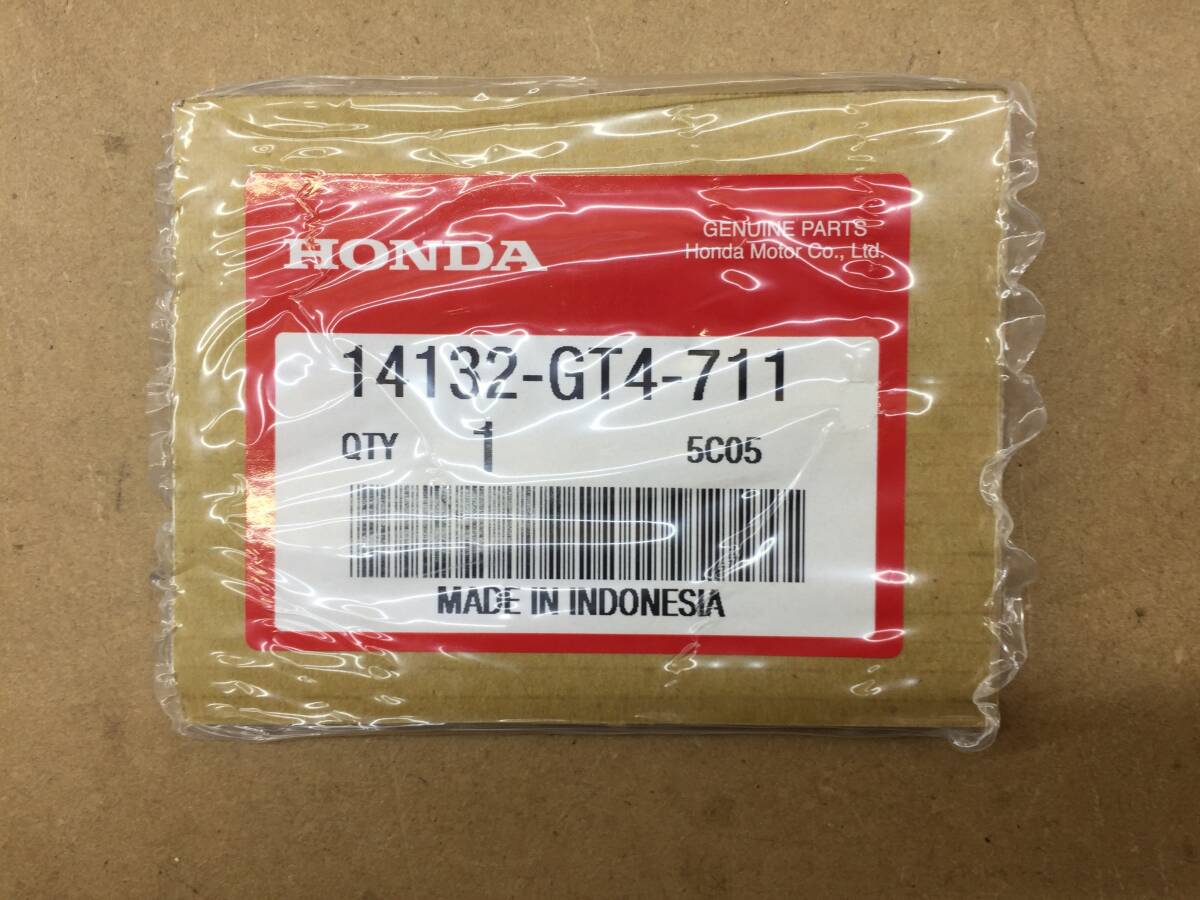 HONDA
GENUINE PARTS
Honda Motor Co., Ltd.
14132-GT4-711
QTY 1 5C05
MADE IN INDONESIA